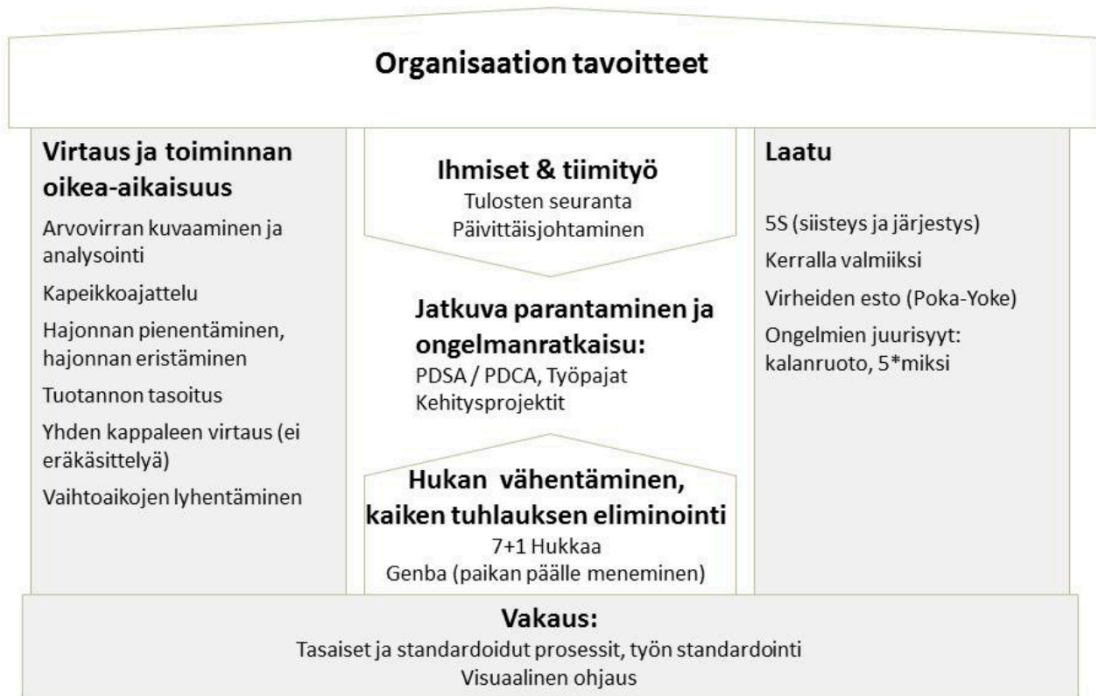 Organisaation tavoitteet
Virtaus ja toiminnan
oikea-aikaisuus
Arvovirran kuvaaminen ja
analysointi
Kapeikkoajattelu
Hajonnan pienentäminen,
hajonnan eristäminen
Tuotannon tasoitus
Yhden kappaleen virtaus (ei
eräkäsittelyä)
Vaihtoaikojen lyhentäminen
Ihmiset & tiimityö
Tulosten seuranta
Päivittäisjohtaminen
Jatkuva parantaminen ja
ongelmanratkaisu:
PDSA / PDCA, Työpajat
Kehitysprojektit
Hukan vähentäminen,
kaiken tuhlauksen eliminointi
7+1 Hukkaa
Genba (paikan päälle meneminen)
Laatu
5S (siisteys ja järjestys)
Kerralla valmiiksi
Virheiden esto (Poka-Yoke)
Ongelmien juurisyyt:
kalanruoto, 5*miksi
Vakaus:
Tasaiset ja standardoidut prosessit, työn standardointi
Visuaalinen ohjaus